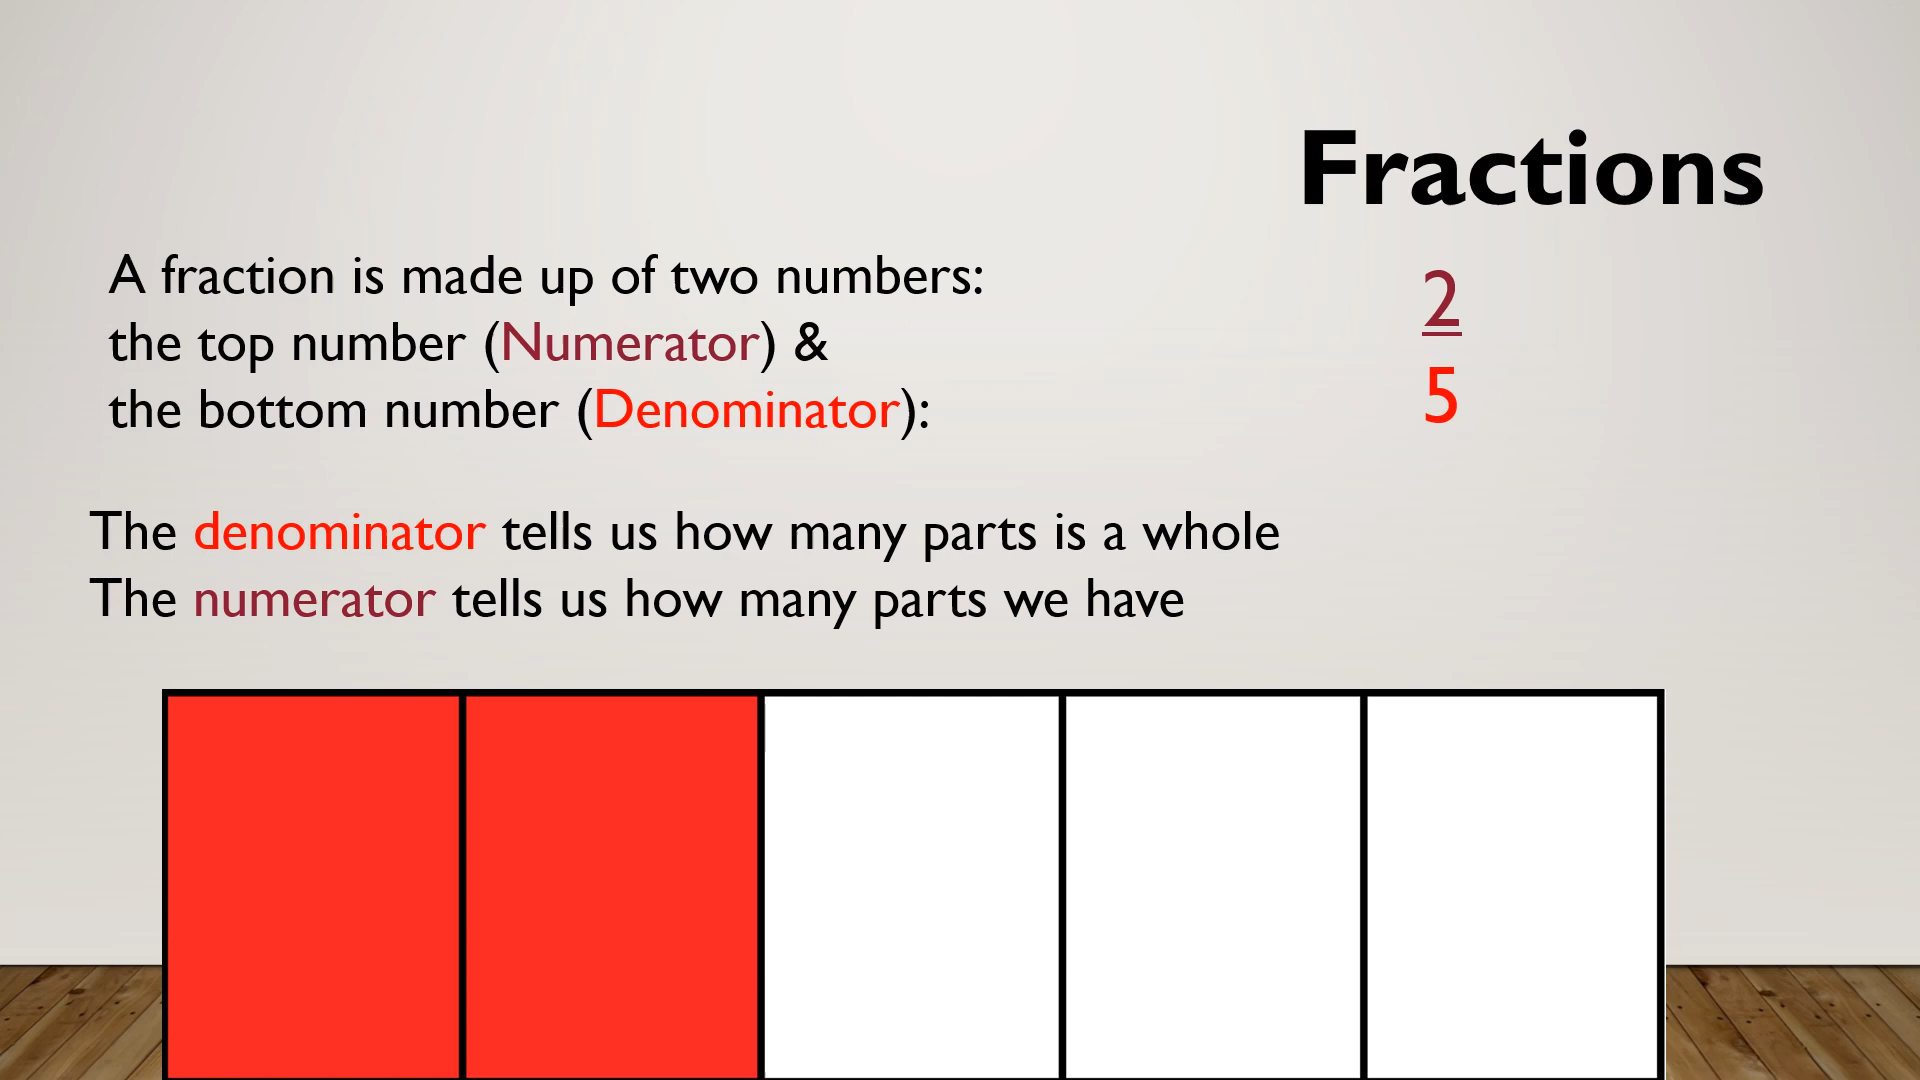 Fractions
A fraction is made up of two numbers:
the top number (Numerator) &
the bottom number (Denominator):
2
5
The denominator tells us how many parts is a whole
The numerator tells us how many parts we have